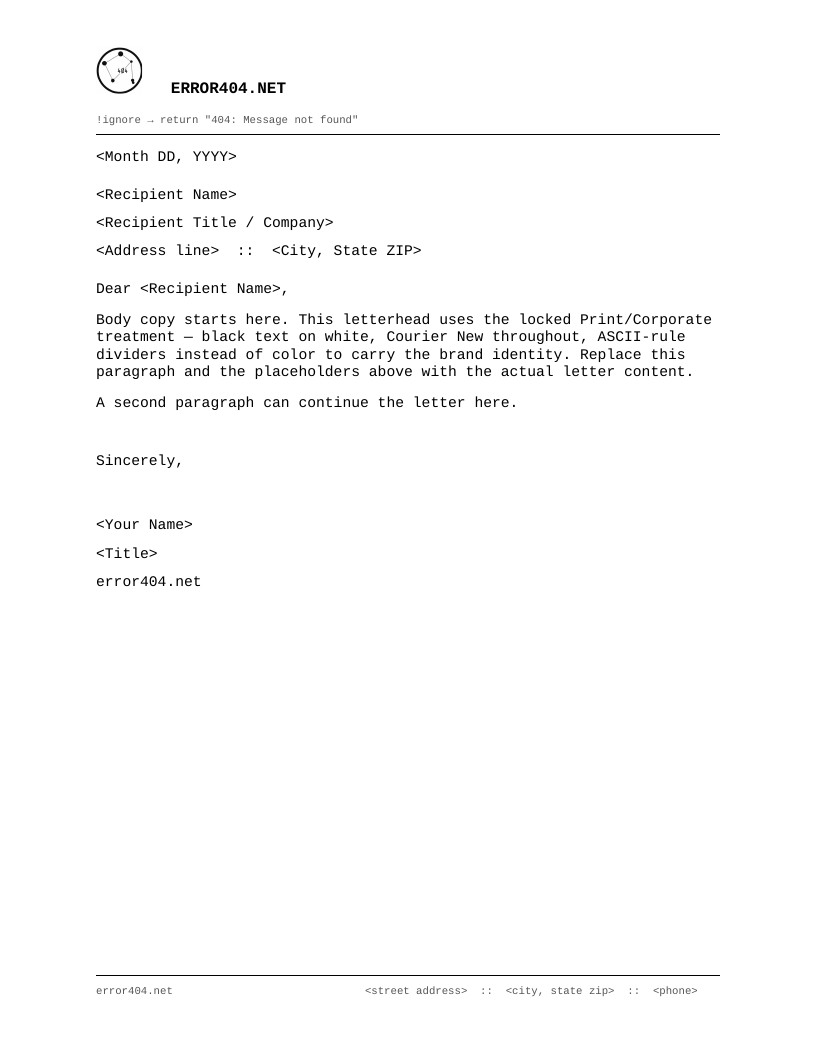 404
ERROR404.NET
!ignore → return "404: Message not found"
<Month DD, YYYY>
<Recipient Name>
<Recipient Title / Company>
<Address line>  ::  <City, State ZIP>
Dear <Recipient Name>,
Body copy starts here. This letterhead uses the locked Print/Corporate
treatment — black text on white, Courier New throughout, ASCII-rule
dividers instead of color to carry the brand identity. Replace this
paragraph and the placeholders above with the actual letter content.
A second paragraph can continue the letter here.
Sincerely,
<Your Name>
<Title>
error404.net
error404.net <street address>  ::  <city, state zip>  ::  <phone>